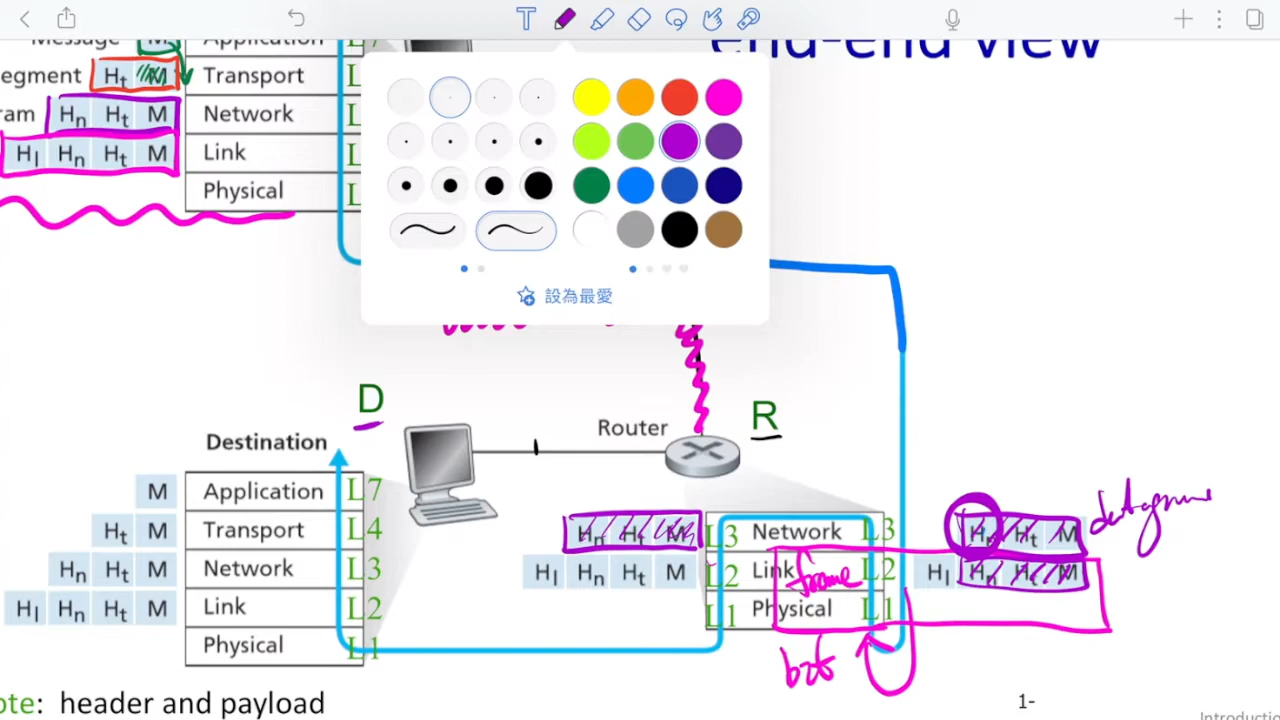 Message M Application L7
end-end view
egment Ht M Transport L
ram Hn Ht M Network
Hl Hn Ht M Link L
Physical L
設為最愛
D
R
Router
Destination
M Application L7
Ht M Transport L4
Hn Ht M Network L3
Hl Hn Ht M Link L2
Physical L1
Hn Ht M L3 Network L3 Hn Ht M datagram
Hl Hn Ht M L2 Link frame L2 Hl Hn Ht M
L1 Physical L1
bits
ote: header and payload
1-
Introductio